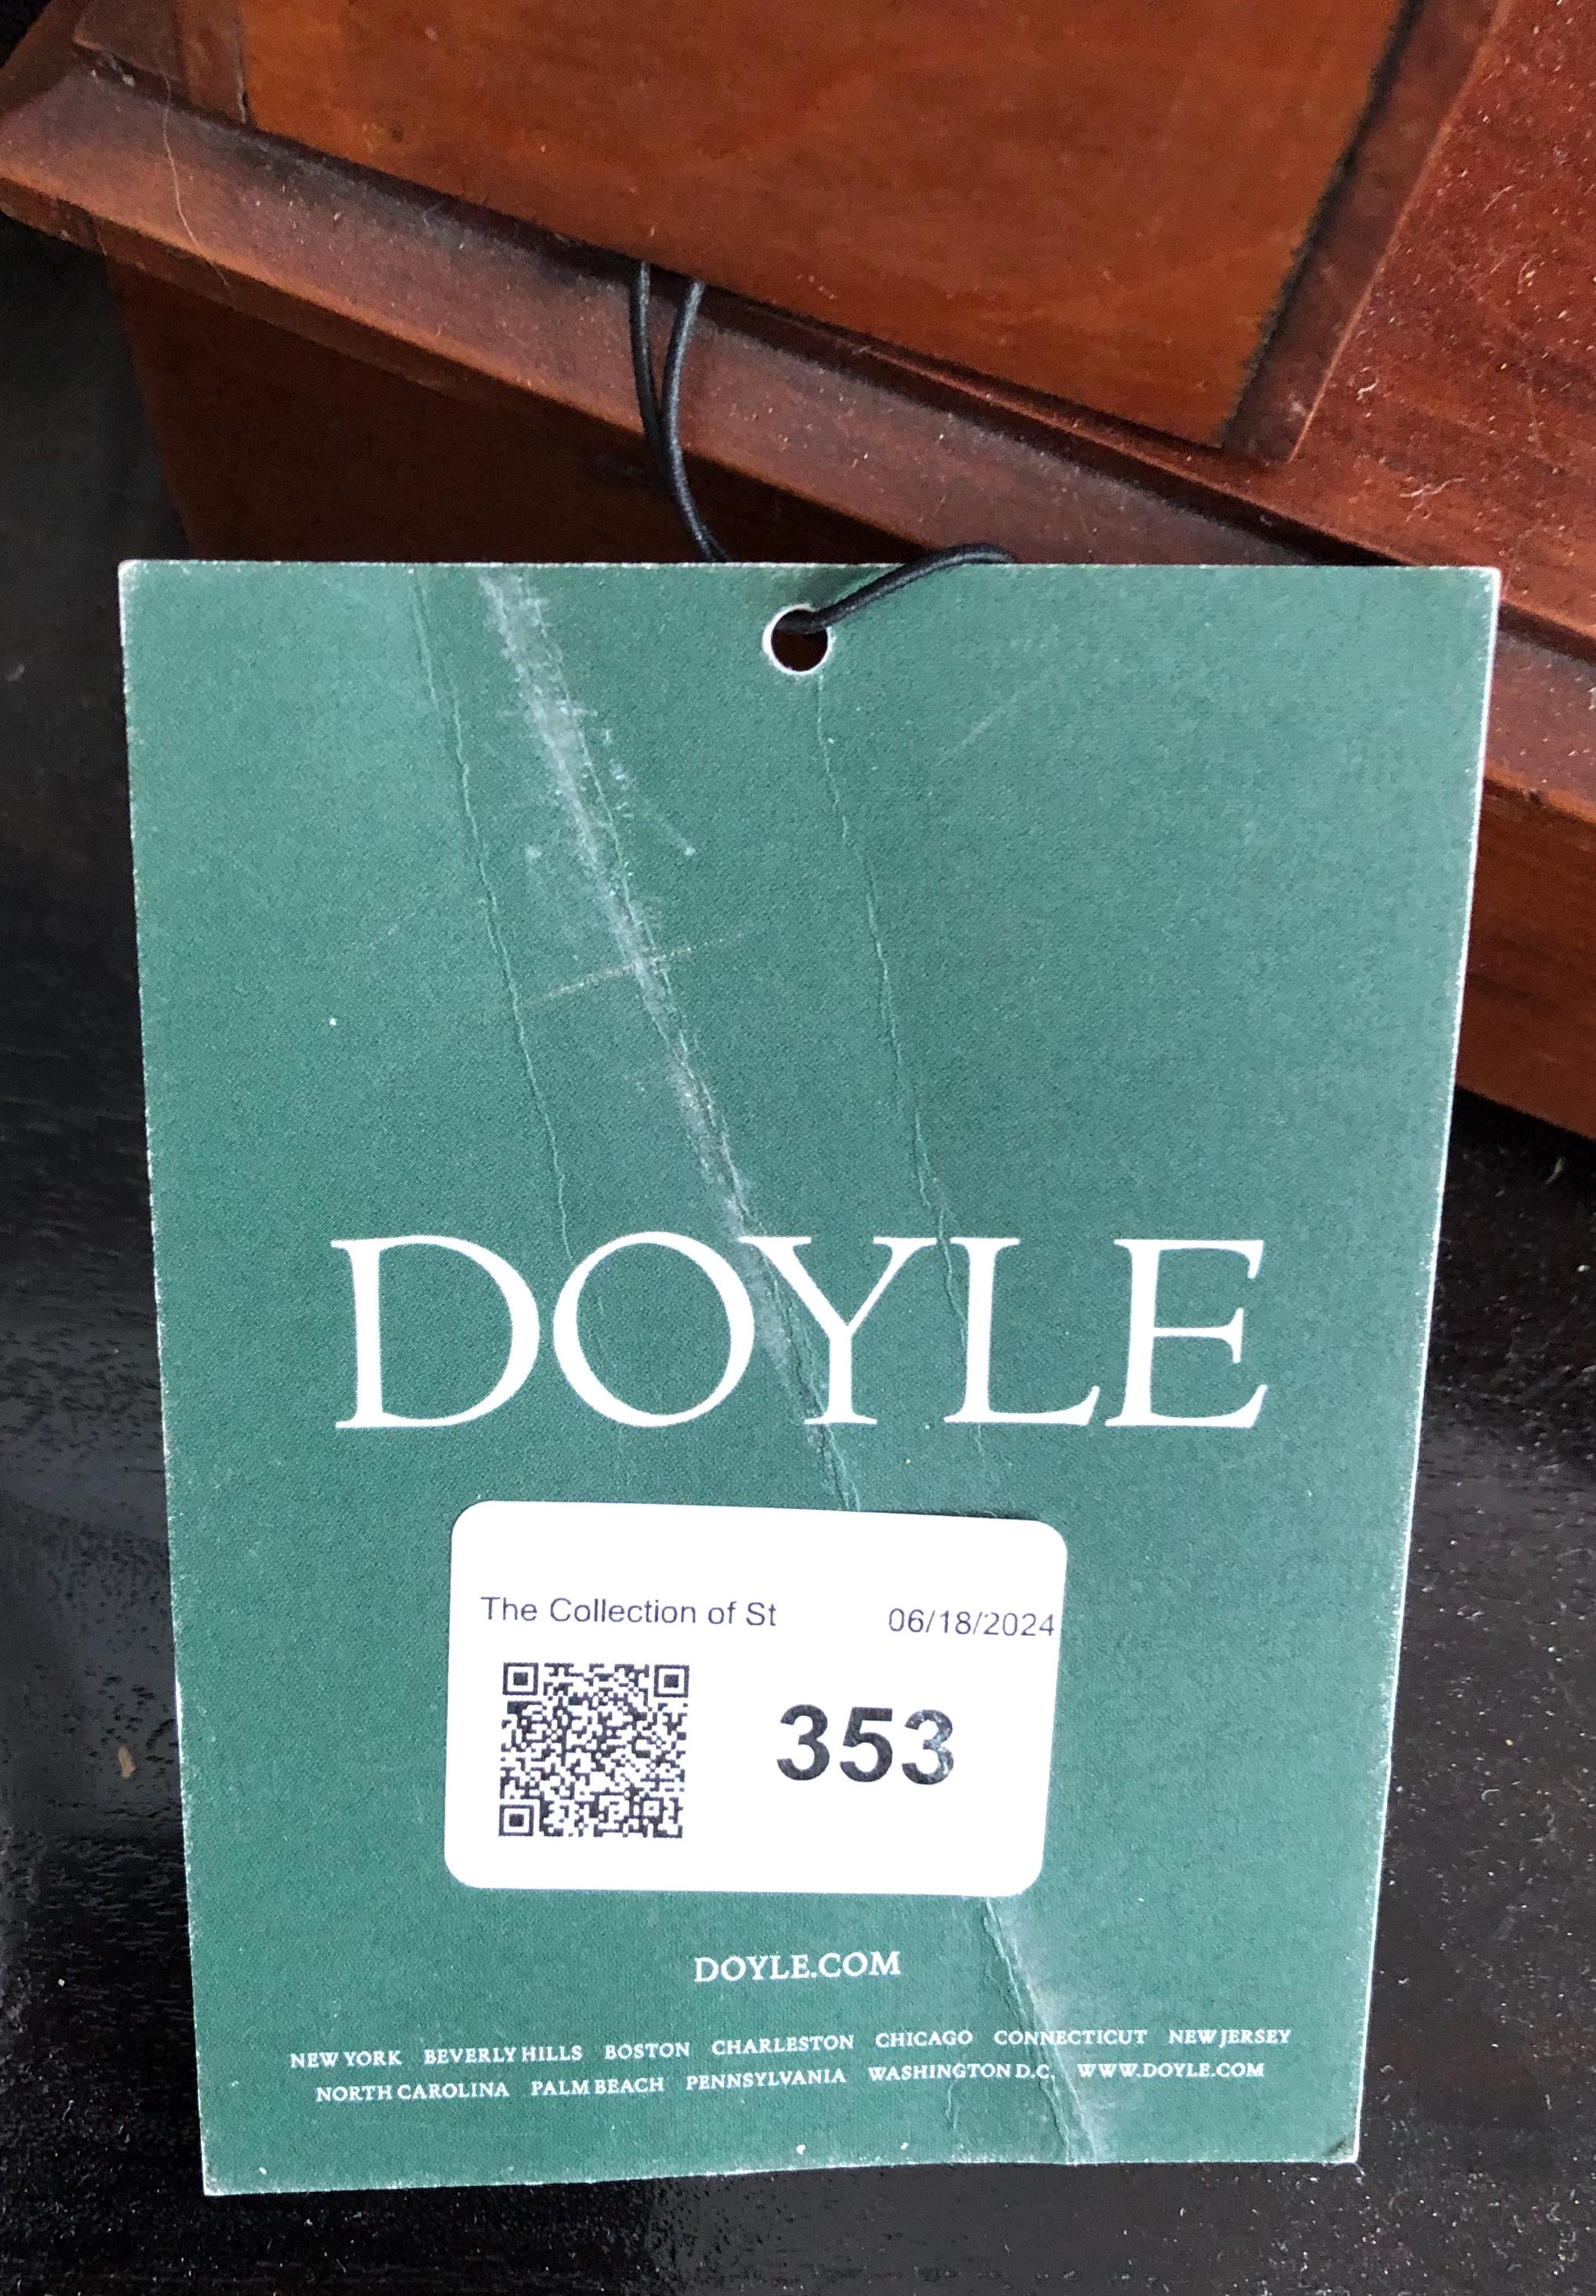 DOYLE
The Collection of St 06/18/2024
353
DOYLE.COM
NEW YORK BEVERLY HILLS BOSTON CHARLESTON CHICAGO CONNECTICUT NEW JERSEY
NORTH CAROLINA PALM BEACH PENNSYLVANIA WASHINGTON D.C. WWW.DOYLE.COM